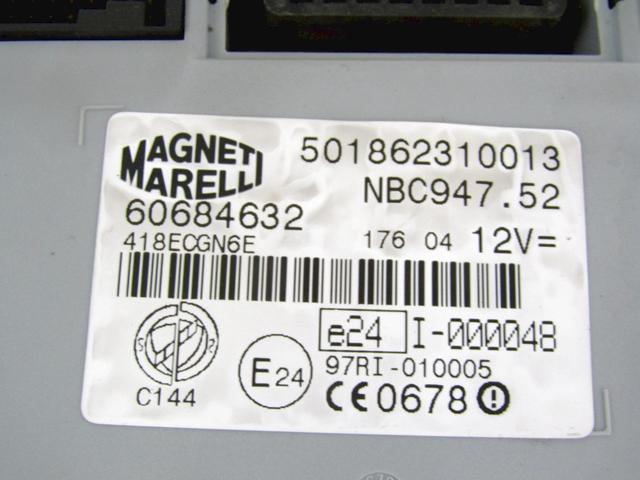 MAGNETI MARELLI
501862310013
NBC947.52
60684632
418ECGN6E
176 04 12V=
e24 I-000048
E24
97RI-010005
C144
CE0678